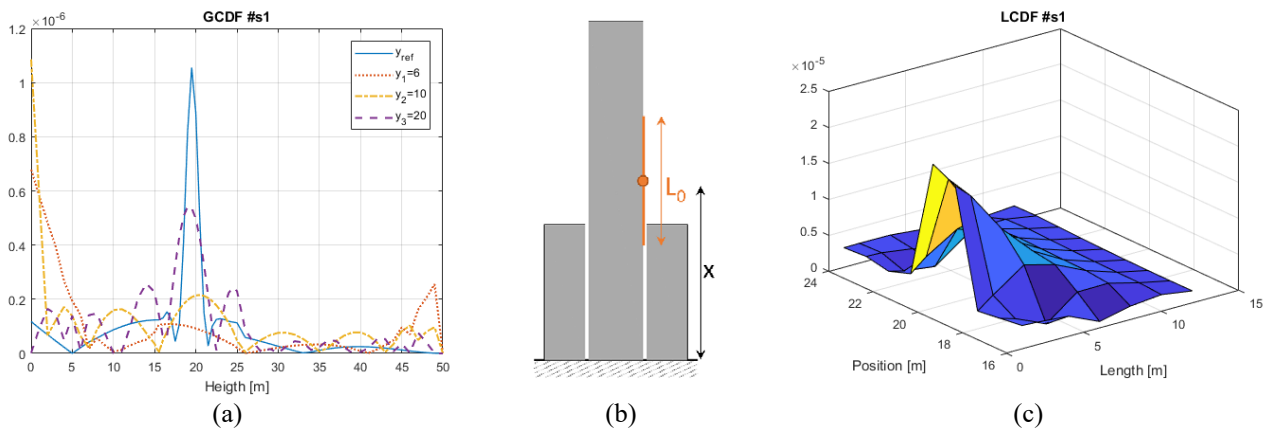 GCDF #s1
×10⁻⁶
1.2
1
0.8
0.6
0.4
0.2
0
0 5 10 15 20 25 30 35 40 45 50
Heigth [m]
y_ref
y_1=6
y_2=10
y_3=20
(a)
L_0
X
(b)
LCDF #s1
×10⁻⁵
2.5
2
1.5
1
0.5
0
24
22
20
18
16
Position [m]
0
5
10
15
Length [m]
(c)